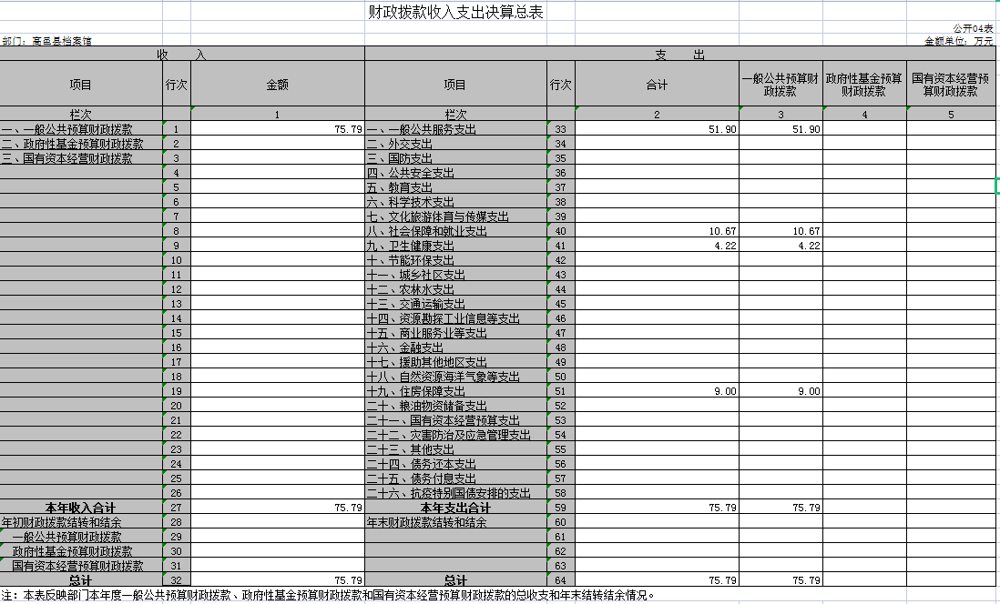 财政拨款收入支出决算总表
公开04表
部门：高邑县档案馆 金额单位：万元
收 入 支 出
项目 行次 金额 项目 行次 合计 一般公共预算财政拨款 政府性基金预算财政拨款 国有资本经营预算财政拨款
栏次 1 栏次 2 3 4 5
一、一般公共预算财政拨款 1 75.79 一、一般公共服务支出 33 51.90 51.90
二、政府性基金预算财政拨款 2 二、外交支出 34
三、国有资本经营财政拨款 3 三、国防支出 35
4 四、公共安全支出 36
5 五、教育支出 37
6 六、科学技术支出 38
7 七、文化旅游体育与传媒支出 39
8 八、社会保障和就业支出 40 10.67 10.67
9 九、卫生健康支出 41 4.22 4.22
10 十、节能环保支出 42
11 十一、城乡社区支出 43
12 十二、农林水支出 44
13 十三、交通运输支出 45
14 十四、资源勘探工业信息等支出 46
15 十五、商业服务业等支出 47
16 十六、金融支出 48
17 十七、援助其他地区支出 49
18 十八、自然资源海洋气象等支出 50
19 十九、住房保障支出 51 9.00 9.00
20 二十、粮油物资储备支出 52
21 二十一、国有资本经营预算支出 53
22 二十二、灾害防治及应急管理支出 54
23 二十三、其他支出 55
24 二十四、债务还本支出 56
25 二十五、债务付息支出 57
26 二十六、抗疫特别国债安排的支出 58
本年收入合计 27 75.79 本年支出合计 59 75.79 75.79
年初财政拨款结转和结余 28 年末财政拨款结转和结余 60
一般公共预算财政拨款 29 61
政府性基金预算财政拨款 30 62
国有资本经营预算财政拨款 31 63
总计 32 75.79 总计 64 75.79 75.79
注：本表反映部门本年度一般公共预算财政拨款、政府性基金预算财政拨款和国有资本经营预算财政拨款的总收支和年末结转结余情况。